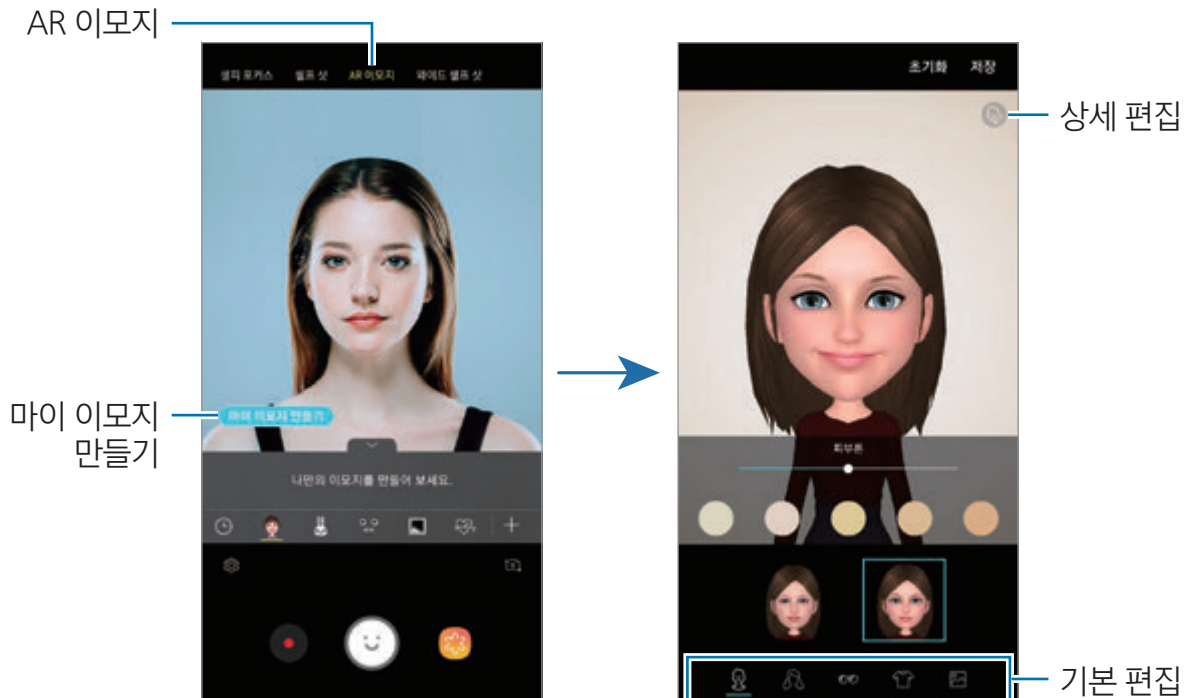 AR 이모지
셀피 포커스 셀프 샷 AR 이모지 와이드 셀프 샷
마이 이모지
만들기
마이 이모지 만들기
나만의 이모지를 만들어 보세요.
초기화 저장
상세 편집
피부톤
기본 편집